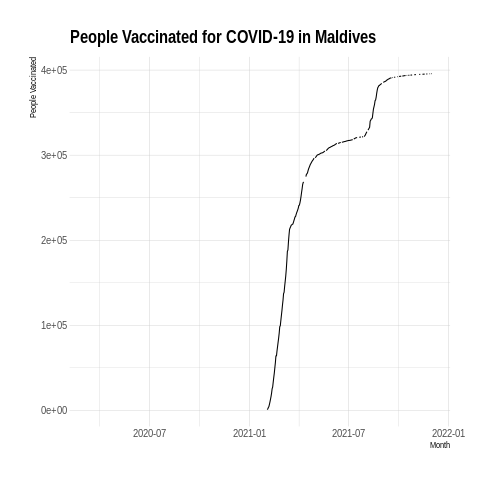 People Vaccinated for COVID-19 in Maldives
People Vaccinated
4e+05
3e+05
2e+05
1e+05
0e+00
2020-07 2021-01 2021-07 2022-01
Month